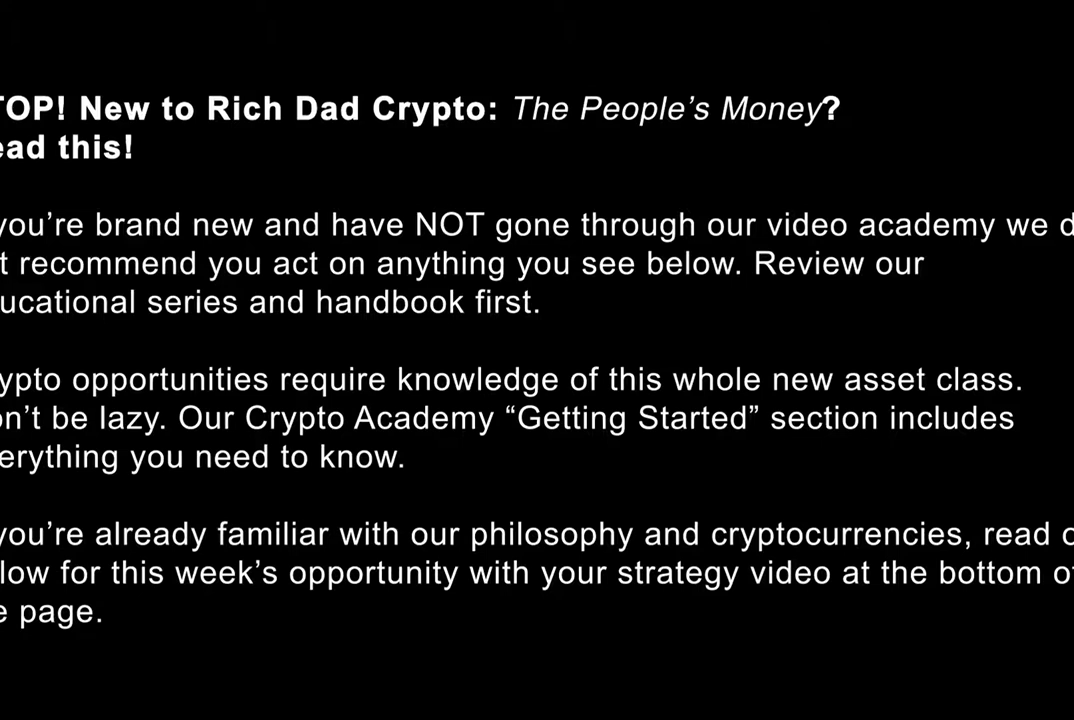 TOP! New to Rich Dad Crypto: The People’s Money?
ead this!
you’re brand new and have NOT gone through our video academy we d
t recommend you act on anything you see below. Review our
ucational series and handbook first.
ypto opportunities require knowledge of this whole new asset class.
on’t be lazy. Our Crypto Academy “Getting Started” section includes
erything you need to know.
you’re already familiar with our philosophy and cryptocurrencies, read o
low for this week’s opportunity with your strategy video at the bottom of
e page.